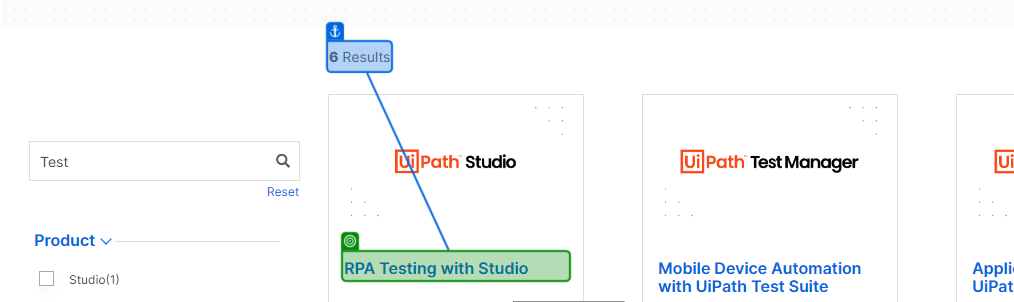 6 Results
Test
Reset
Product
Studio(1)
UiPath Studio
RPA Testing with Studio
UiPath Test Manager
Mobile Device Automation
with UiPath Test Suite
Ui
Appli
UiPat